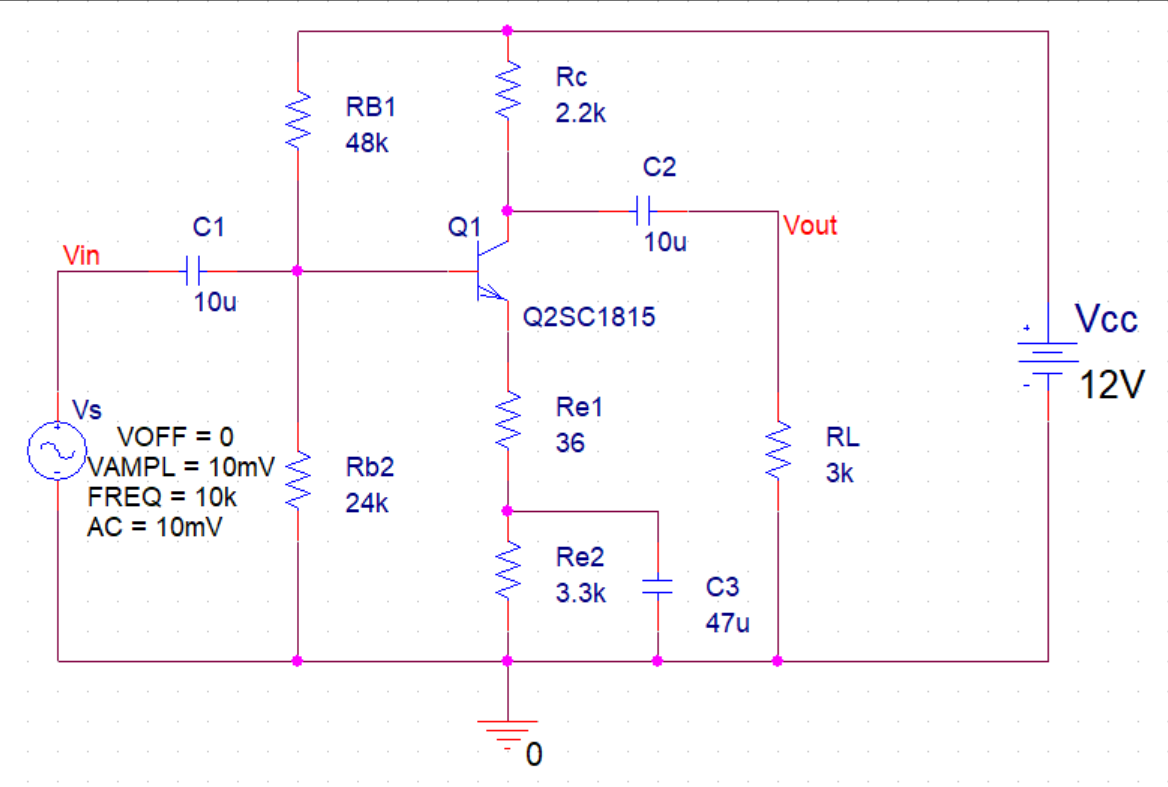 Rc
2.2k
RB1
48k
C2
10u
Vout
C1
10u
Vin
Q1
Q2SC1815
Vcc
12V
+
-
Vs
+
-
VOFF = 0
VAMPL = 10mV
FREQ = 10k
AC = 10mV
Re1
36
RL
3k
Rb2
24k
Re2
3.3k
C3
47u
0